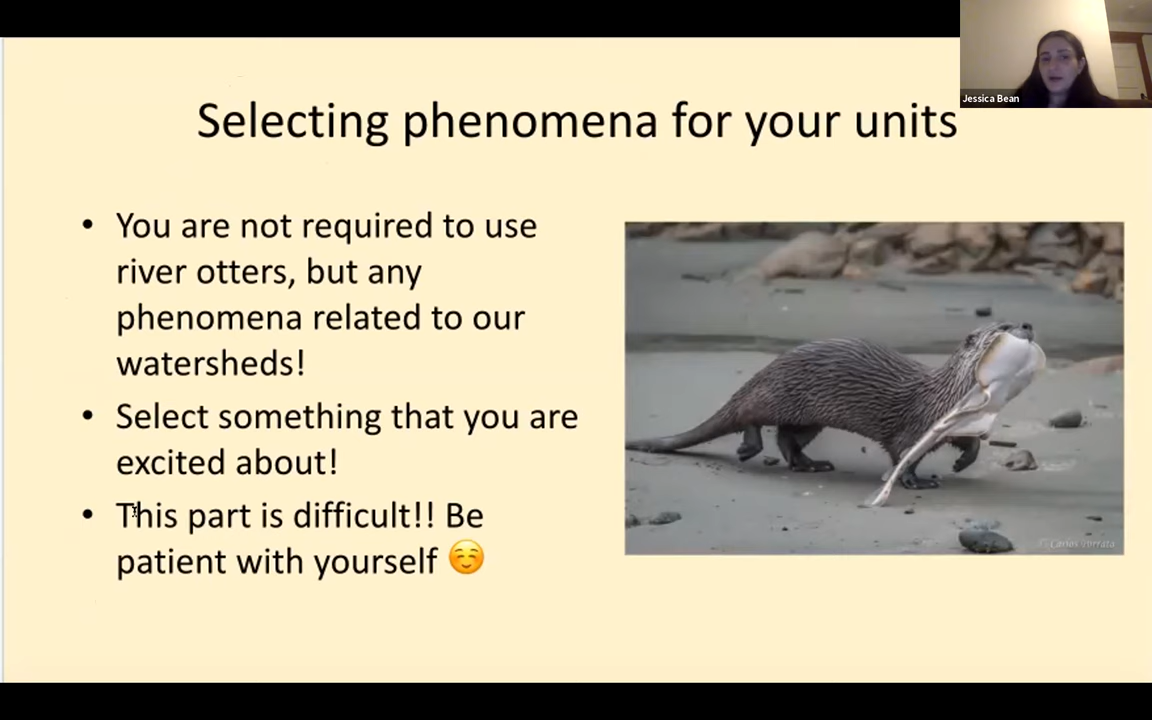 Jessica Bean
Selecting phenomena for your units
• You are not required to use
river otters, but any
phenomena related to our
watersheds!
• Select something that you are
excited about!
• This part is difficult!! Be
patient with yourself ☺️
© Carlos